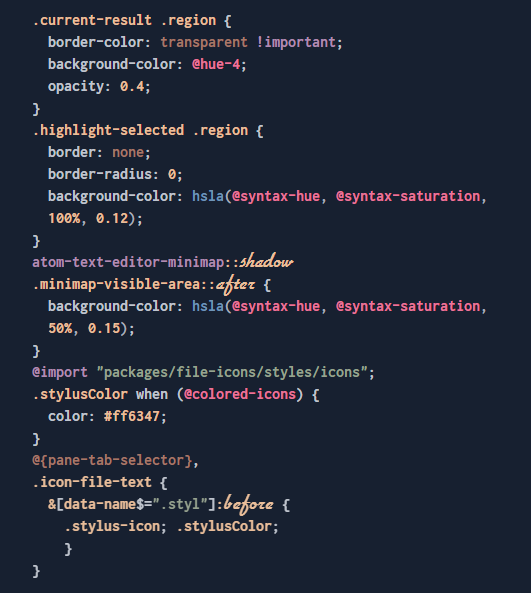 .current-result .region {
border-color: transparent !important;
background-color: @hue-4;
opacity: 0.4;
}
.highlight-selected .region {
border: none;
border-radius: 0;
background-color: hsla(@syntax-hue, @syntax-saturation,
100%, 0.12);
}
atom-text-editor-minimap::shadow
.minimap-visible-area::after {
background-color: hsla(@syntax-hue, @syntax-saturation,
50%, 0.15);
}
@import "packages/file-icons/styles/icons";
.stylusColor when (@colored-icons) {
color: #ff6347;
}
@{pane-tab-selector},
.icon-file-text {
&[data-name$=".styl"]:before {
.stylus-icon; .stylusColor;
}
}